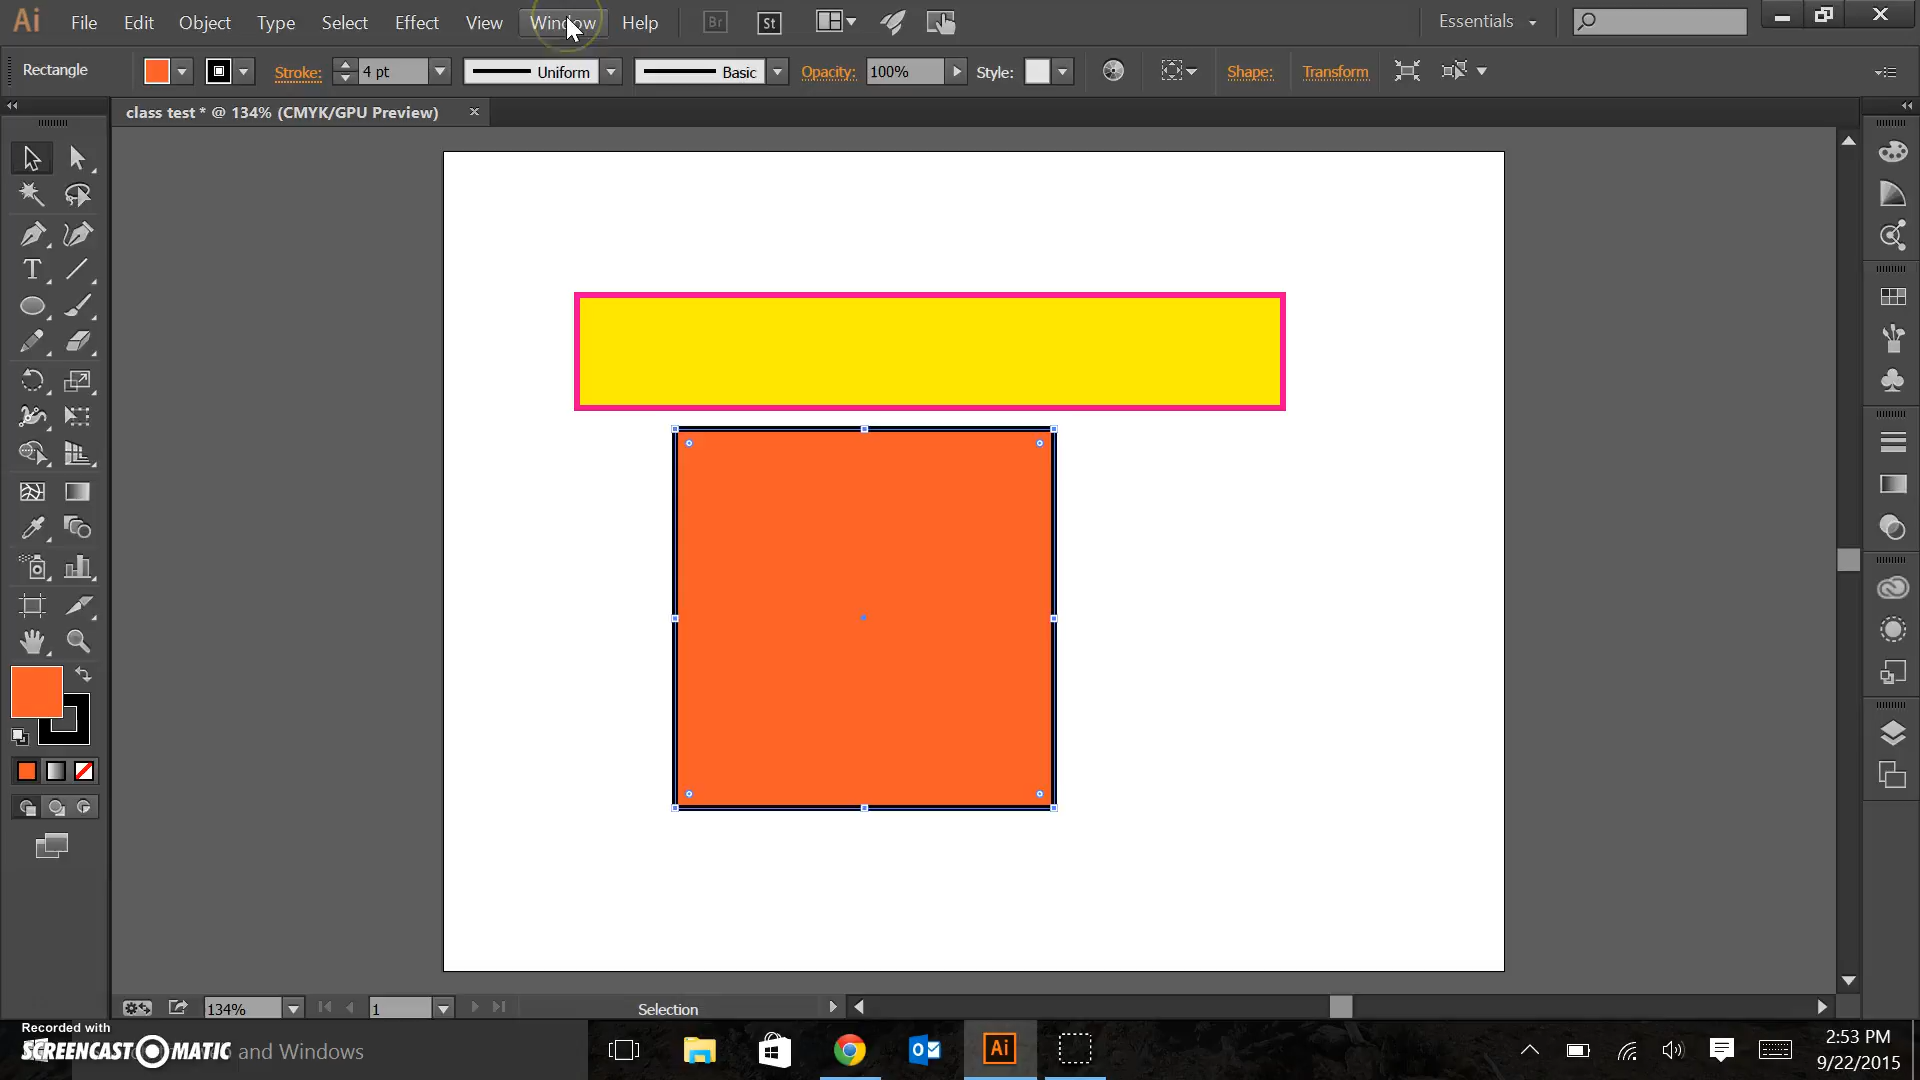 Ai File Edit Object Type Select Effect View Window Help Br St Essentials
Rectangle Stroke: 4 pt Uniform Basic Opacity: 100% Style: Shape: Transform
class test * @ 134% (CMYK/GPU Preview) ×
T
134% 1 Selection
Recorded with
SCREENCAST-O-MATIC and Windows
Ai
2:53 PM
9/22/2015